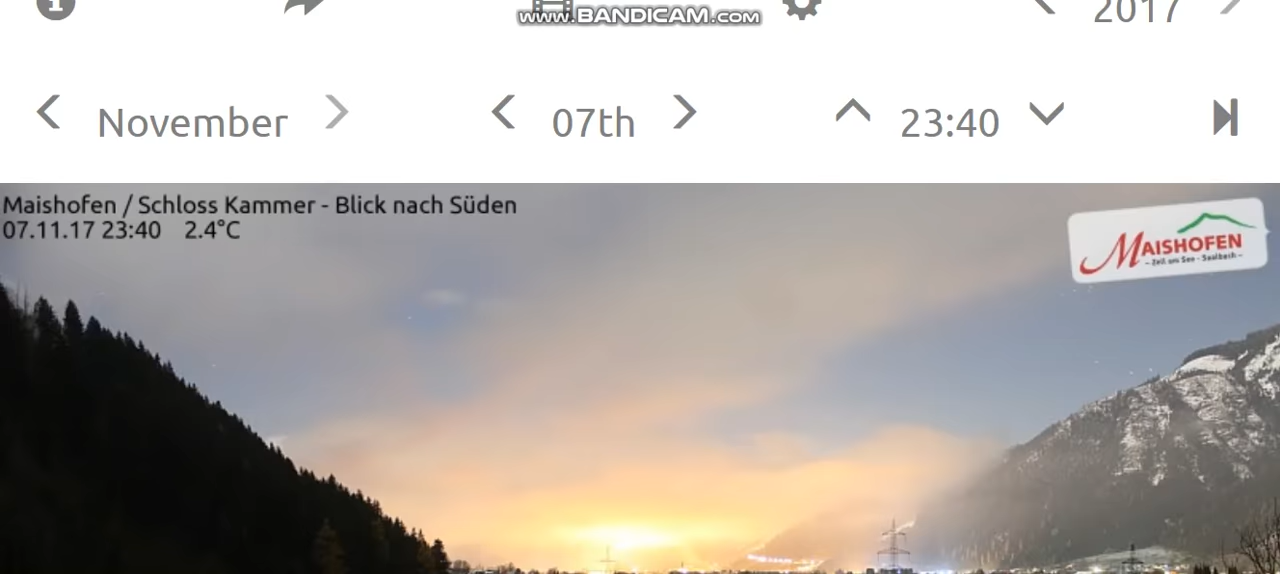 www.BANDICAM.com
2017
November 07th 23:40
Maishofen / Schloss Kammer - Blick nach Süden
07.11.17 23:40 2.4°C
MAISHOFEN
- Zell am See - Saalbach -